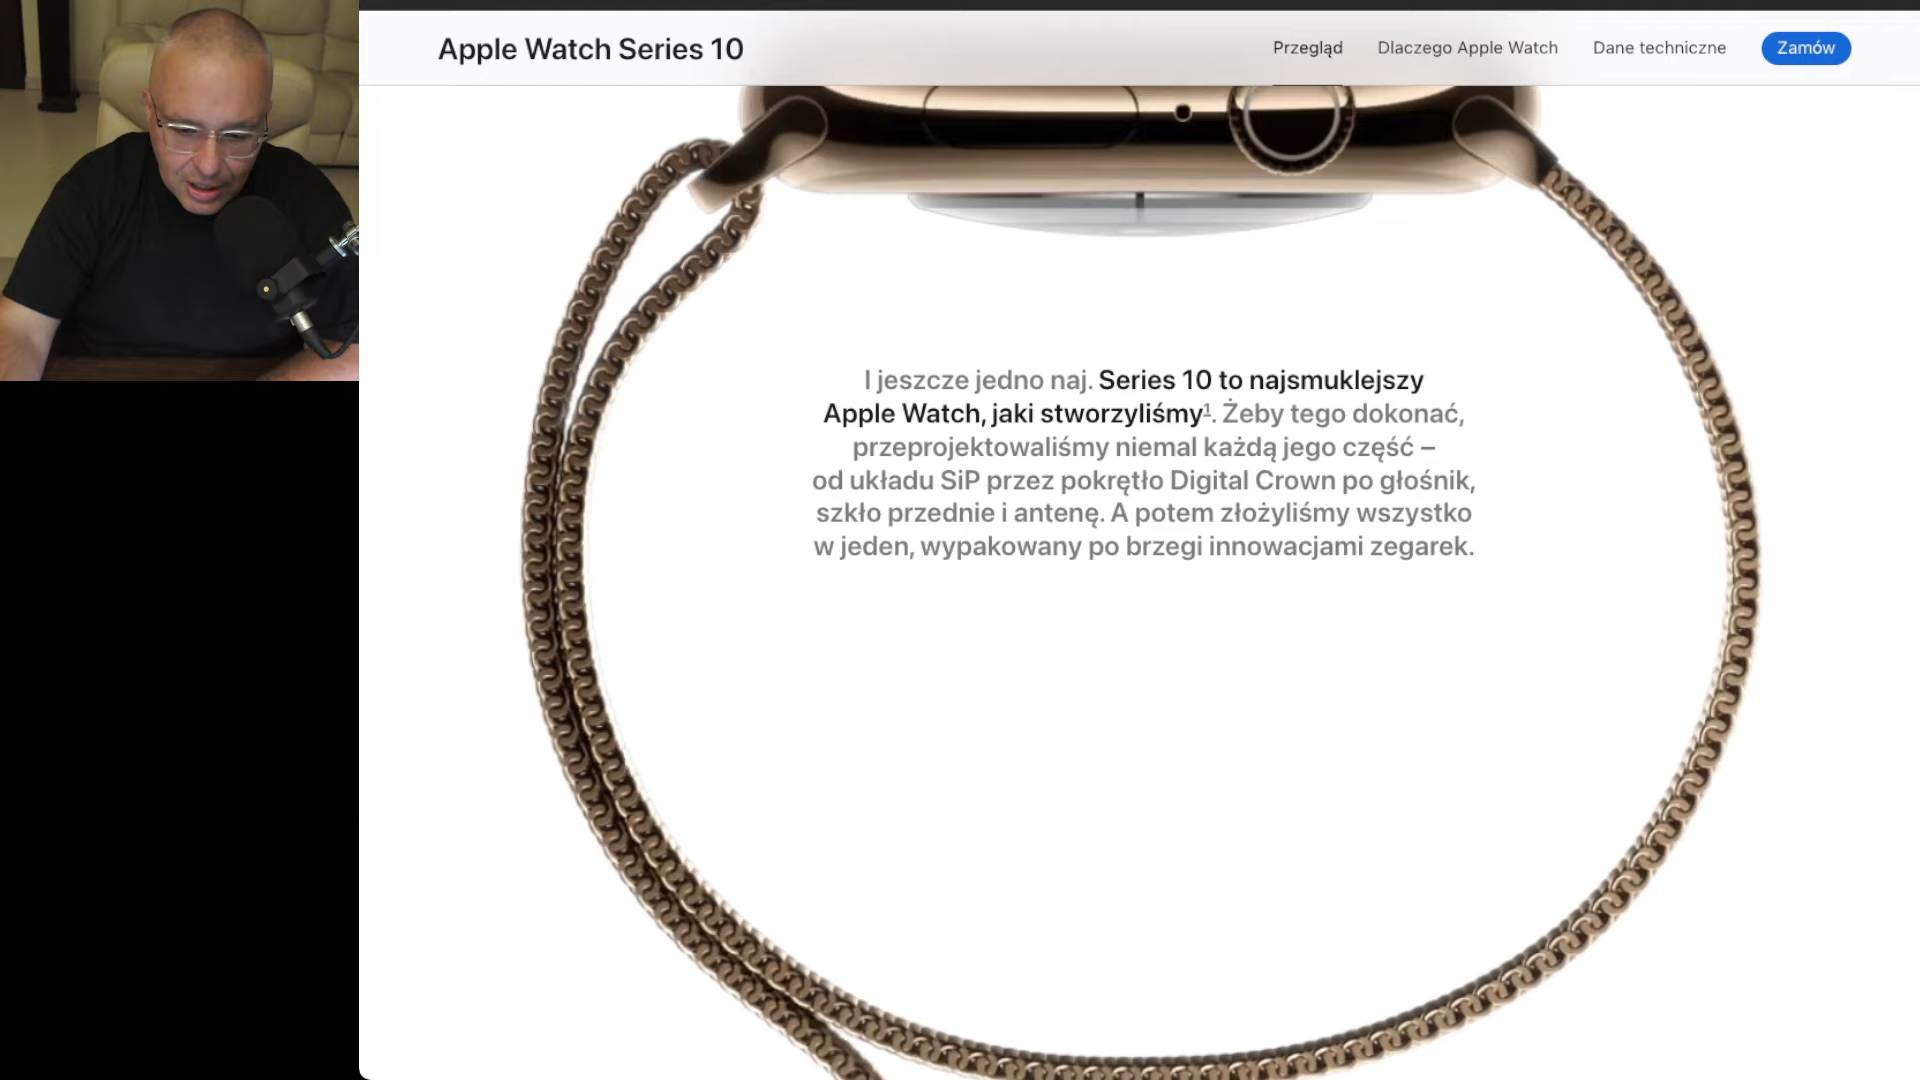 Apple Watch Series 10
Przegląd
Dlaczego Apple Watch
Dane techniczne
Zamów
I jeszcze jedno naj. Series 10 to najsmuklejszy
Apple Watch, jaki stworzyliśmy¹. Żeby tego dokonać,
przeprojektowaliśmy niemal każdą jego część –
od układu SiP przez pokrętło Digital Crown po głośnik,
szkło przednie i antenę. A potem złożyliśmy wszystko
w jeden, wypakowany po brzegi innowacjami zegarek.